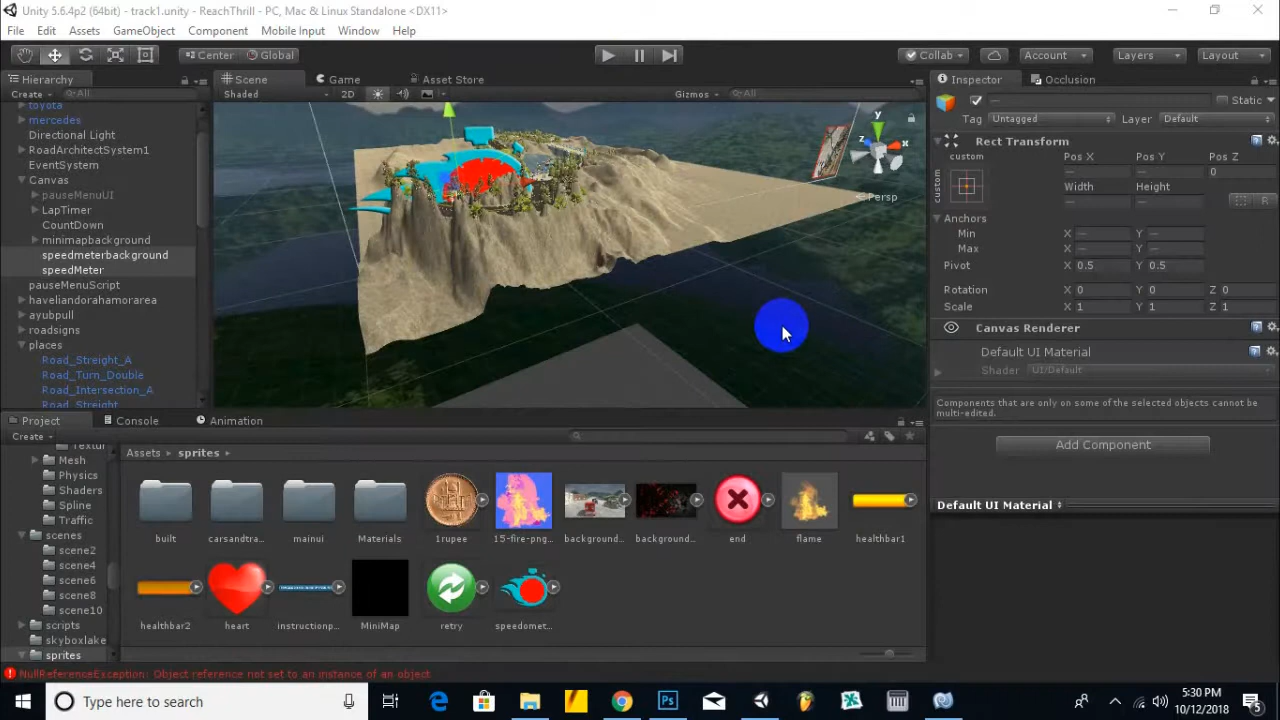 Unity 5.6.4p2 (64bit) - track1.unity - ReachThrill - PC, Mac & Linux Standalone <DX11>
File Edit Assets GameObject Component Mobile Input Window Help
Center Global Collab Account Layers Layout
Hierarchy Scene Game Asset Store Inspector Occlusion
Create All Shaded 2D Gizmos All Static
toyota
mercedes
Directional Light
RoadArchitectSystem1
EventSystem
Canvas
pauseMenuUI
LapTimer
CountDown
minimapbackground
speedmeterbackground
speedMeter
pauseMenuScript
haveliandorahamorarea
ayubpull
roadsigns
places
Road_Streight_A
Road_Turn_Double
Road_Intersection_A
Road_Streight
y
x
z
Persp
Tag Untagged Layer Default
Rect Transform
custom Pos X Pos Y Pos Z
custom — — 0
Width Height
— — R
Anchors
Min X — Y —
Max X — Y —
Pivot X 0.5 Y 0.5
Rotation X 0 Y 0 Z 0
Scale X 1 Y 1 Z 1
Canvas Renderer
Default UI Material
Shader UI/Default
Components that are only on some of the selected objects cannot be
multi-edited.
Add Component
Default UI Material
Project Console Animation
Create
Textur
Mesh
Physics
Shaders
Spline
Traffic
scenes
scene2
scene4
scene6
scene8
scene10
scripts
skyboxlake
sprites
Assets sprites
built carsandtra... mainui Materials 1rupee 15-fire-png... background... background... end flame healthbar1
healthbar2 heart instructionp... MiniMap retry speedomet...
NullReferenceException: Object reference not set to an instance of an object
Type here to search
3:30 PM
10/12/2018
5